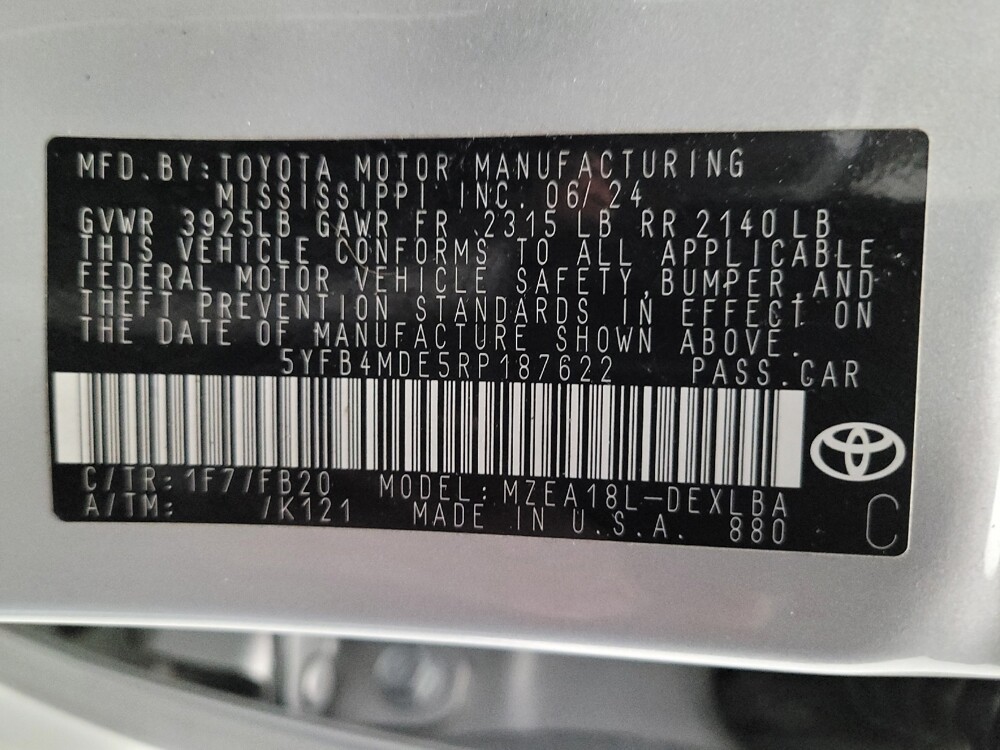 MFD.BY:TOYOTA MOTOR MANUFACTURING
MISSISSIPPI INC. 06/24
GVWR 3925LB GAWR FR 2315 LB RR 2140LB
THIS VEHICLE CONFORMS TO ALL APPLICABLE
FEDERAL MOTOR VEHICLE SAFETY,BUMPER AND
THEFT PREVENTION STANDARDS IN EFFECT ON
THE DATE OF MANUFACTURE SHOWN ABOVE.
5YFB4MDE5RP187622 PASS.CAR
C/TR:1F7/FB20 MODEL:MZEA18L-DEXLBA
A/TM: /K121 MADE IN U.S.A. 880
C